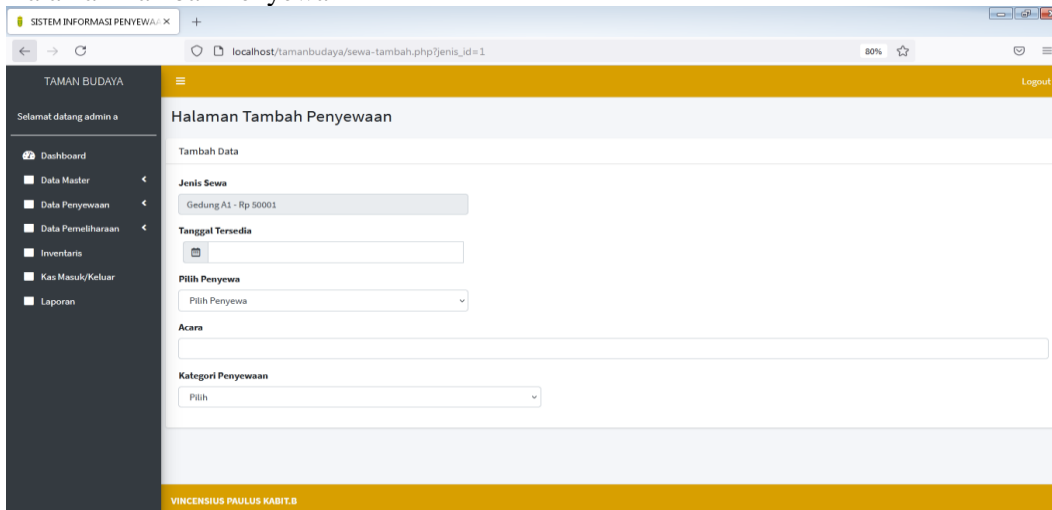 SISTEM INFORMASI PENYEWAA
localhost/tamanbudaya/sewa-tambah.php?jenis_id=1
80%
TAMAN BUDAYA
Logout
Selamat datang admin a
Halaman Tambah Penyewaan
Dashboard
Data Master
Data Penyewaan
Data Pemeliharaan
Inventaris
Kas Masuk/Keluar
Laporan
Tambah Data
Jenis Sewa
Gedung A1 - Rp 50001
Tanggal Tersedia
Pilih Penyewa
Pilih Penyewa
Acara
Kategori Penyewaan
Pilih
VINCENSIUS PAULUS KABIT.B